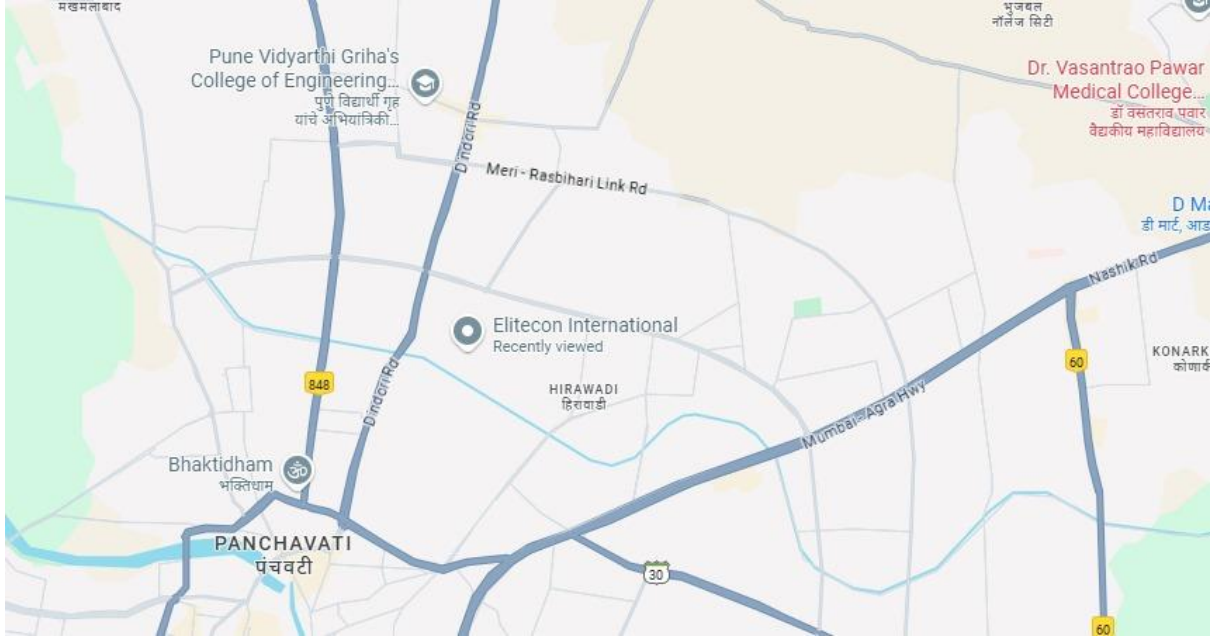 मखमलाबाद
भुजबळ
नॉलेज सिटी
Pune Vidyarthi Griha's
College of Engineering...
पुणे विद्यार्थी गृह
यांचे अभियांत्रिकी...
Dindori Rd
Dr. Vasantrao Pawar
Medical College...
डॉ वसंतराव पवार
वैद्यकीय महाविद्यालय
Meri - Rasbihari Link Rd
D Ma
डी मार्ट, आड
Nashik Rd
Elitecon International
Recently viewed
848
Dindori Rd
HIRAWADI
हिरावाडी
60
KONARK
कोणार्क
Mumbai - Agra Hwy
Bhaktidham
भक्तिधाम
PANCHAVATI
पंचवटी
30
60